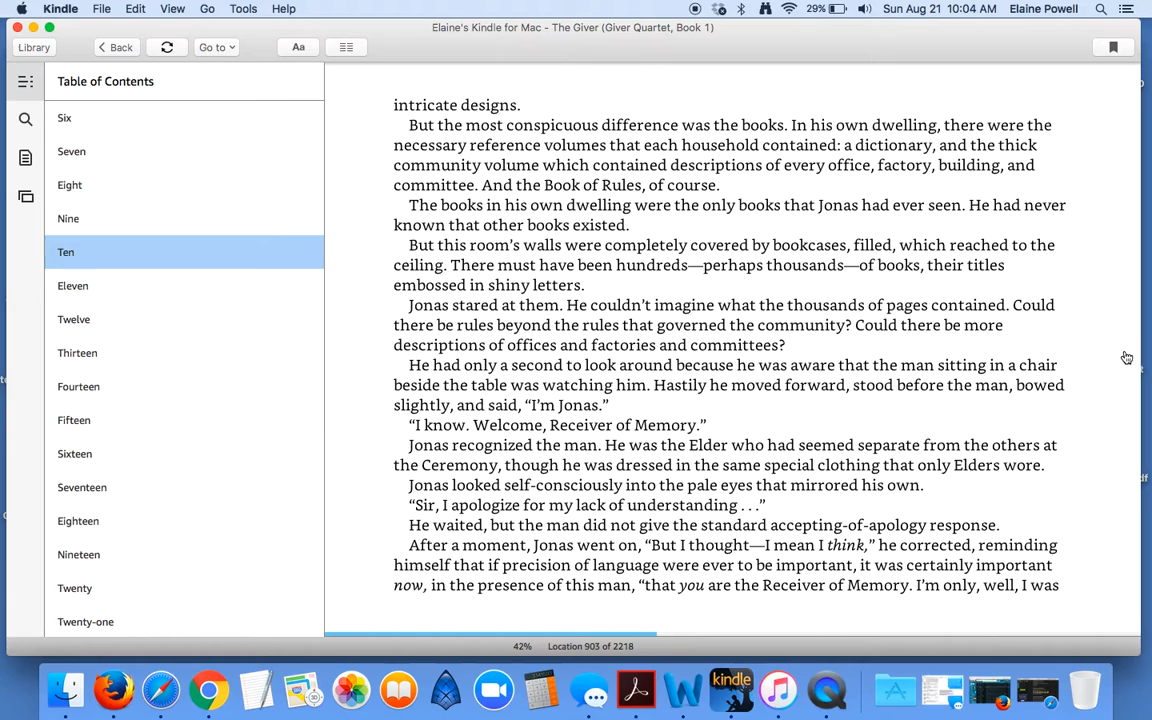 Kindle File Edit View Go Tools Help 29% Sun Aug 21 10:04 AM Elaine Powell
Elaine's Kindle for Mac - The Giver (Giver Quartet, Book 1)
Library Back Go to Aa
Table of Contents
Six
Seven
Eight
Nine
Ten
Eleven
Twelve
Thirteen
Fourteen
Fifteen
Sixteen
Seventeen
Eighteen
Nineteen
Twenty
Twenty-one
intricate designs.
But the most conspicuous difference was the books. In his own dwelling, there were the
necessary reference volumes that each household contained: a dictionary, and the thick
community volume which contained descriptions of every office, factory, building, and
committee. And the Book of Rules, of course.
The books in his own dwelling were the only books that Jonas had ever seen. He had never
known that other books existed.
But this room’s walls were completely covered by bookcases, filled, which reached to the
ceiling. There must have been hundreds—perhaps thousands—of books, their titles
embossed in shiny letters.
Jonas stared at them. He couldn’t imagine what the thousands of pages contained. Could
there be rules beyond the rules that governed the community? Could there be more
descriptions of offices and factories and committees?
He had only a second to look around because he was aware that the man sitting in a chair
beside the table was watching him. Hastily he moved forward, stood before the man, bowed
slightly, and said, “I’m Jonas.”
“I know. Welcome, Receiver of Memory.”
Jonas recognized the man. He was the Elder who had seemed separate from the others at
the Ceremony, though he was dressed in the same special clothing that only Elders wore.
Jonas looked self-consciously into the pale eyes that mirrored his own.
“Sir, I apologize for my lack of understanding . . .”
He waited, but the man did not give the standard accepting-of-apology response.
After a moment, Jonas went on, “But I thought—I mean I think,” he corrected, reminding
himself that if precision of language were ever to be important, it was certainly important
now, in the presence of this man, “that you are the Receiver of Memory. I’m only, well, I was
42% Location 903 of 2218
kindle